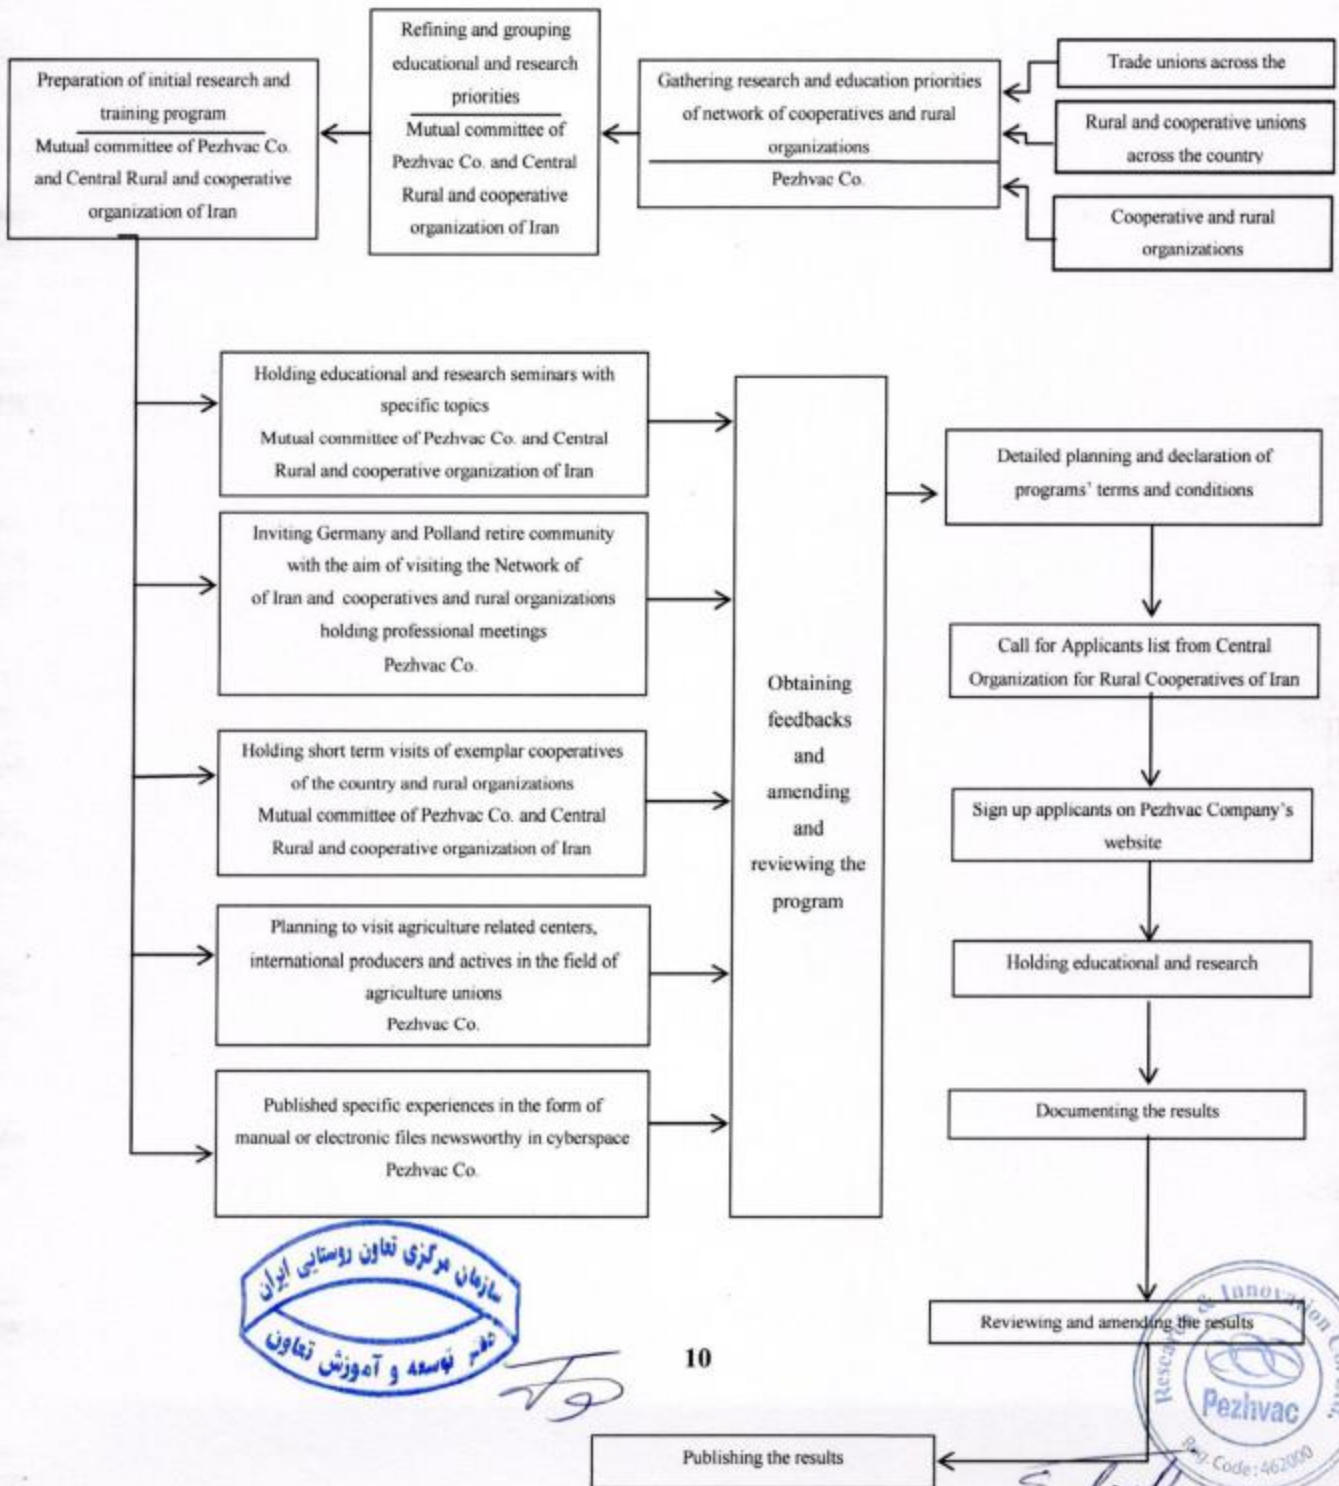 Trade unions across the
Rural and cooperative unions
across the country
Cooperative and rural
organizations
Gathering research and education priorities
of network of cooperatives and rural
organizations
Pezhvac Co.
Refining and grouping
educational and research
priorities
Mutual committee of
Pezhvac Co. and Central
Rural and cooperative
organization of Iran
Preparation of initial research and
training program
Mutual committee of Pezhvac Co.
and Central Rural and cooperative
organization of Iran
Holding educational and research seminars with
specific topics
Mutual committee of Pezhvac Co. and Central
Rural and cooperative organization of Iran
Inviting Germany and Polland retire community
with the aim of visiting the Network of
of Iran and cooperatives and rural organizations
holding professional meetings
Pezhvac Co.
Holding short term visits of exemplar cooperatives
of the country and rural organizations
Mutual committee of Pezhvac Co. and Central
Rural and cooperative organization of Iran
Planning to visit agriculture related centers,
international producers and actives in the field of
agriculture unions
Pezhvac Co.
Published specific experiences in the form of
manual or electronic files newsworthy in cyberspace
Pezhvac Co.
Obtaining
feedbacks
and
amending
and
reviewing the
program
Detailed planning and declaration of
programs' terms and conditions
Call for Applicants list from Central
Organization for Rural Cooperatives of Iran
Sign up applicants on Pezhvac Company's
website
Holding educational and research
Documenting the results
Reviewing and amending the results
Publishing the results
سازمان مرکزی تعاون روستایی ایران
دفتر توسعه و آموزش تعاون
10
Research & Innovation
Pezhvac
Reg. Code: 462000